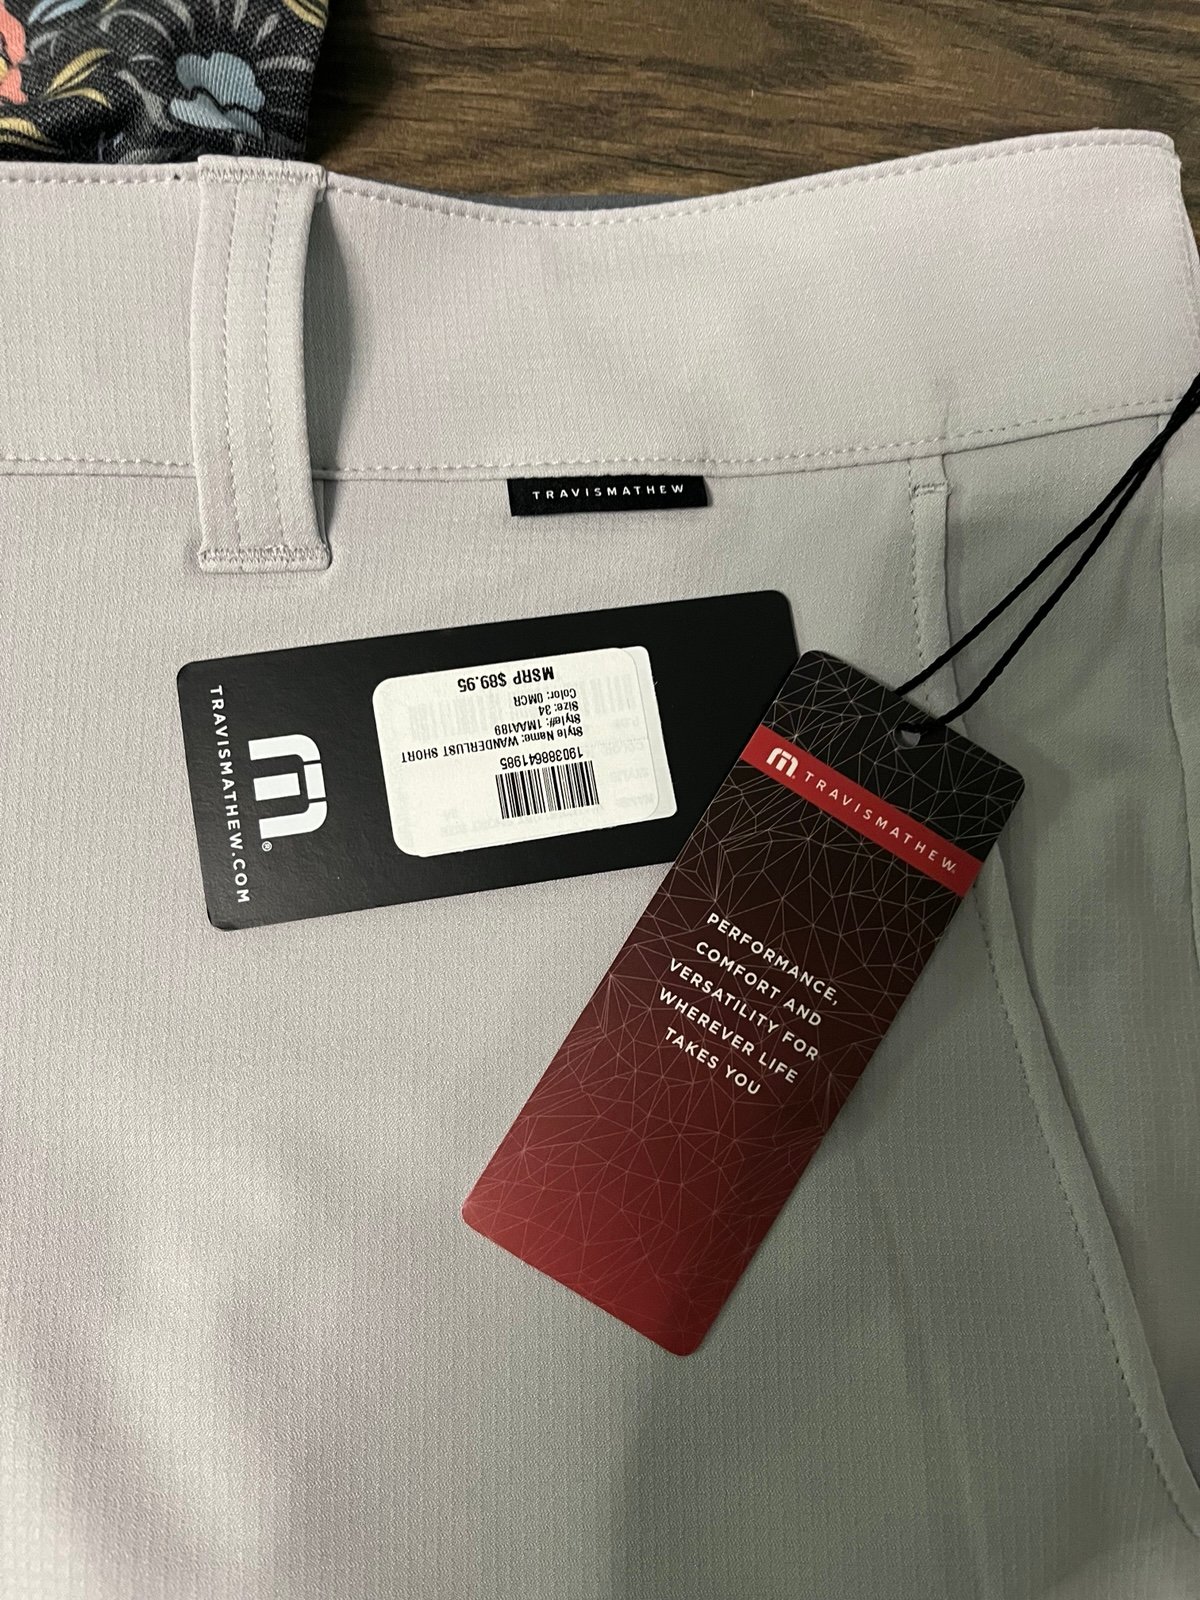 TRAVISMATHEW
TRAVISMATHEW.COM
190388641985
Style Name: WANDERLUST SHORT
Style#: 1MAA189
Size: 34
Color: 0MCR
MSRP $89.95
TRAVISMATHEW
PERFORMANCE,
COMFORT AND
VERSATILITY FOR
WHEREVER LIFE
TAKES YOU